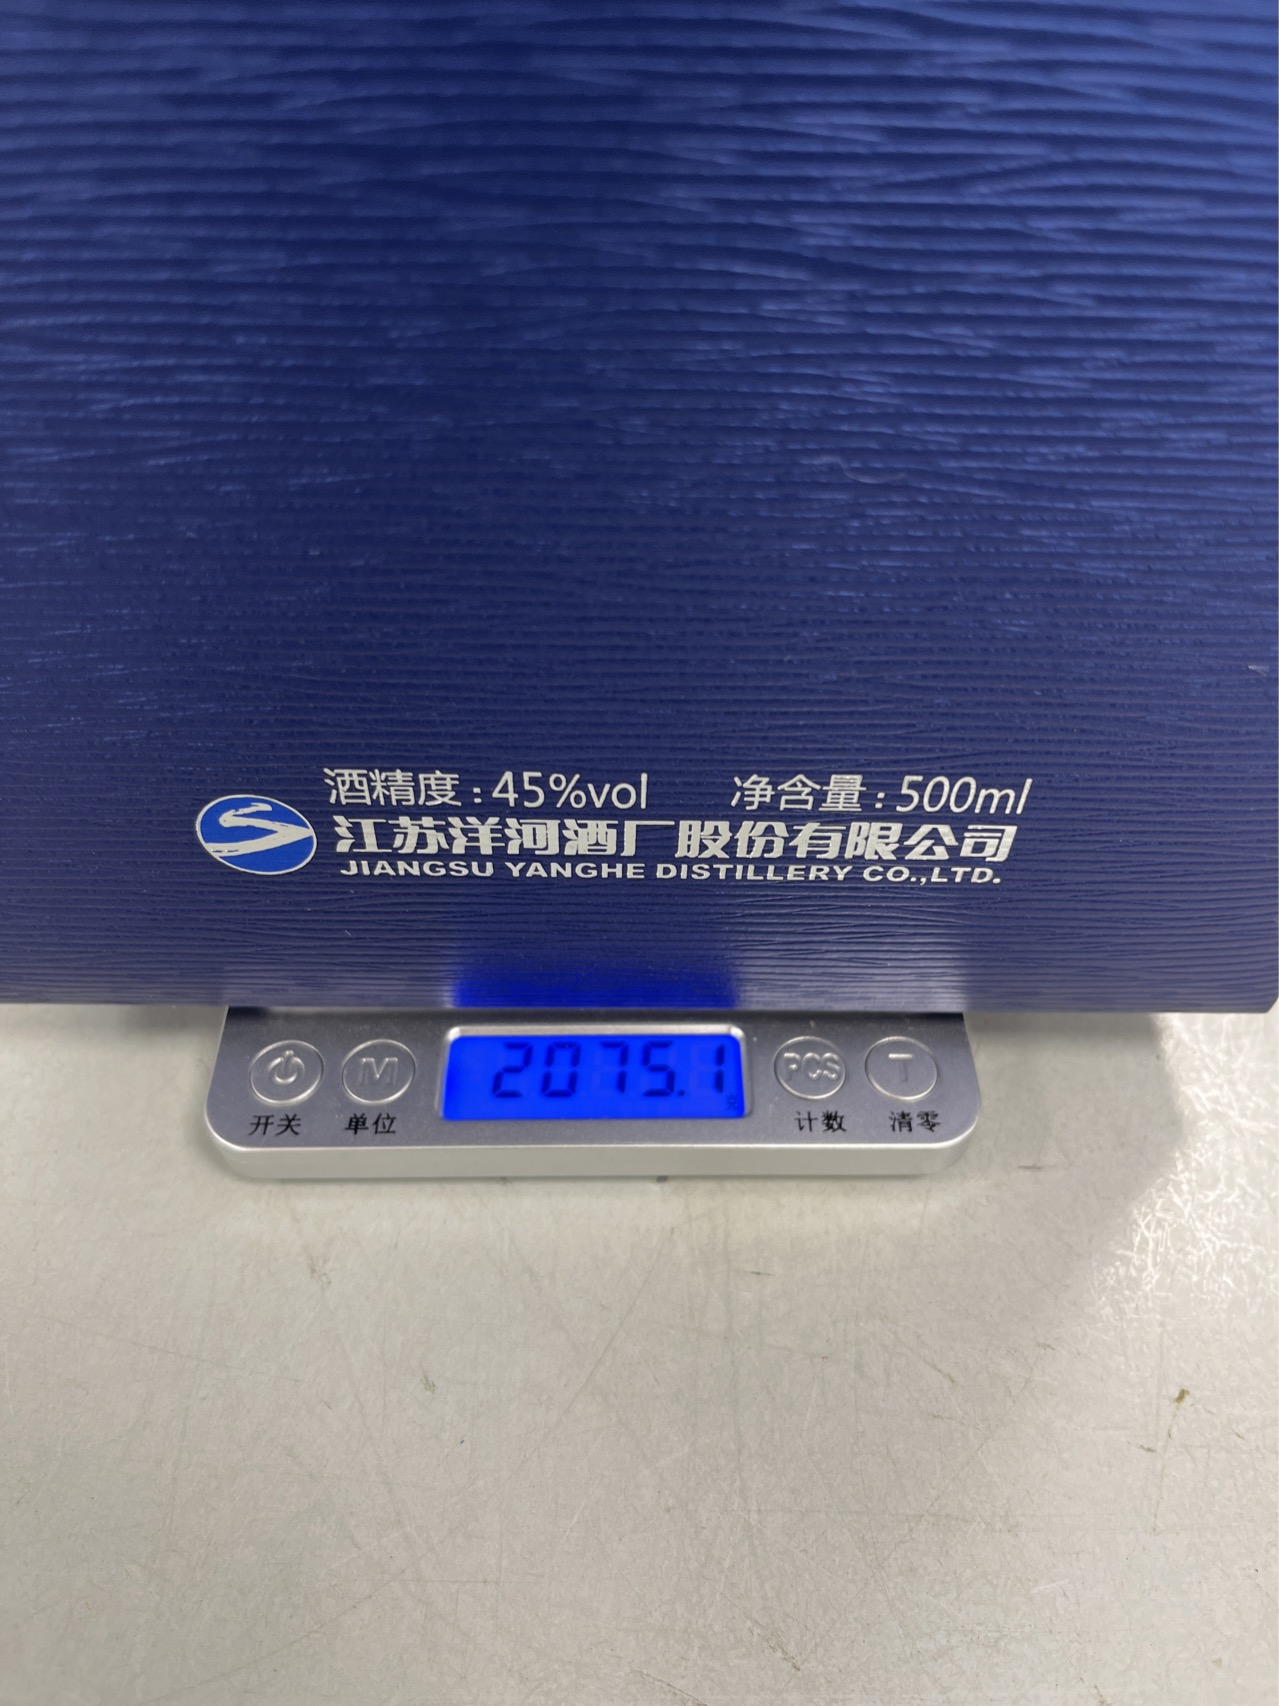 酒精度:45%vol 净含量:500ml
江苏洋河酒厂股份有限公司
JIANGSU YANGHE DISTILLERY CO.,LTD.
M 2075.1 PCS T
克
开关 单位 计数 清零